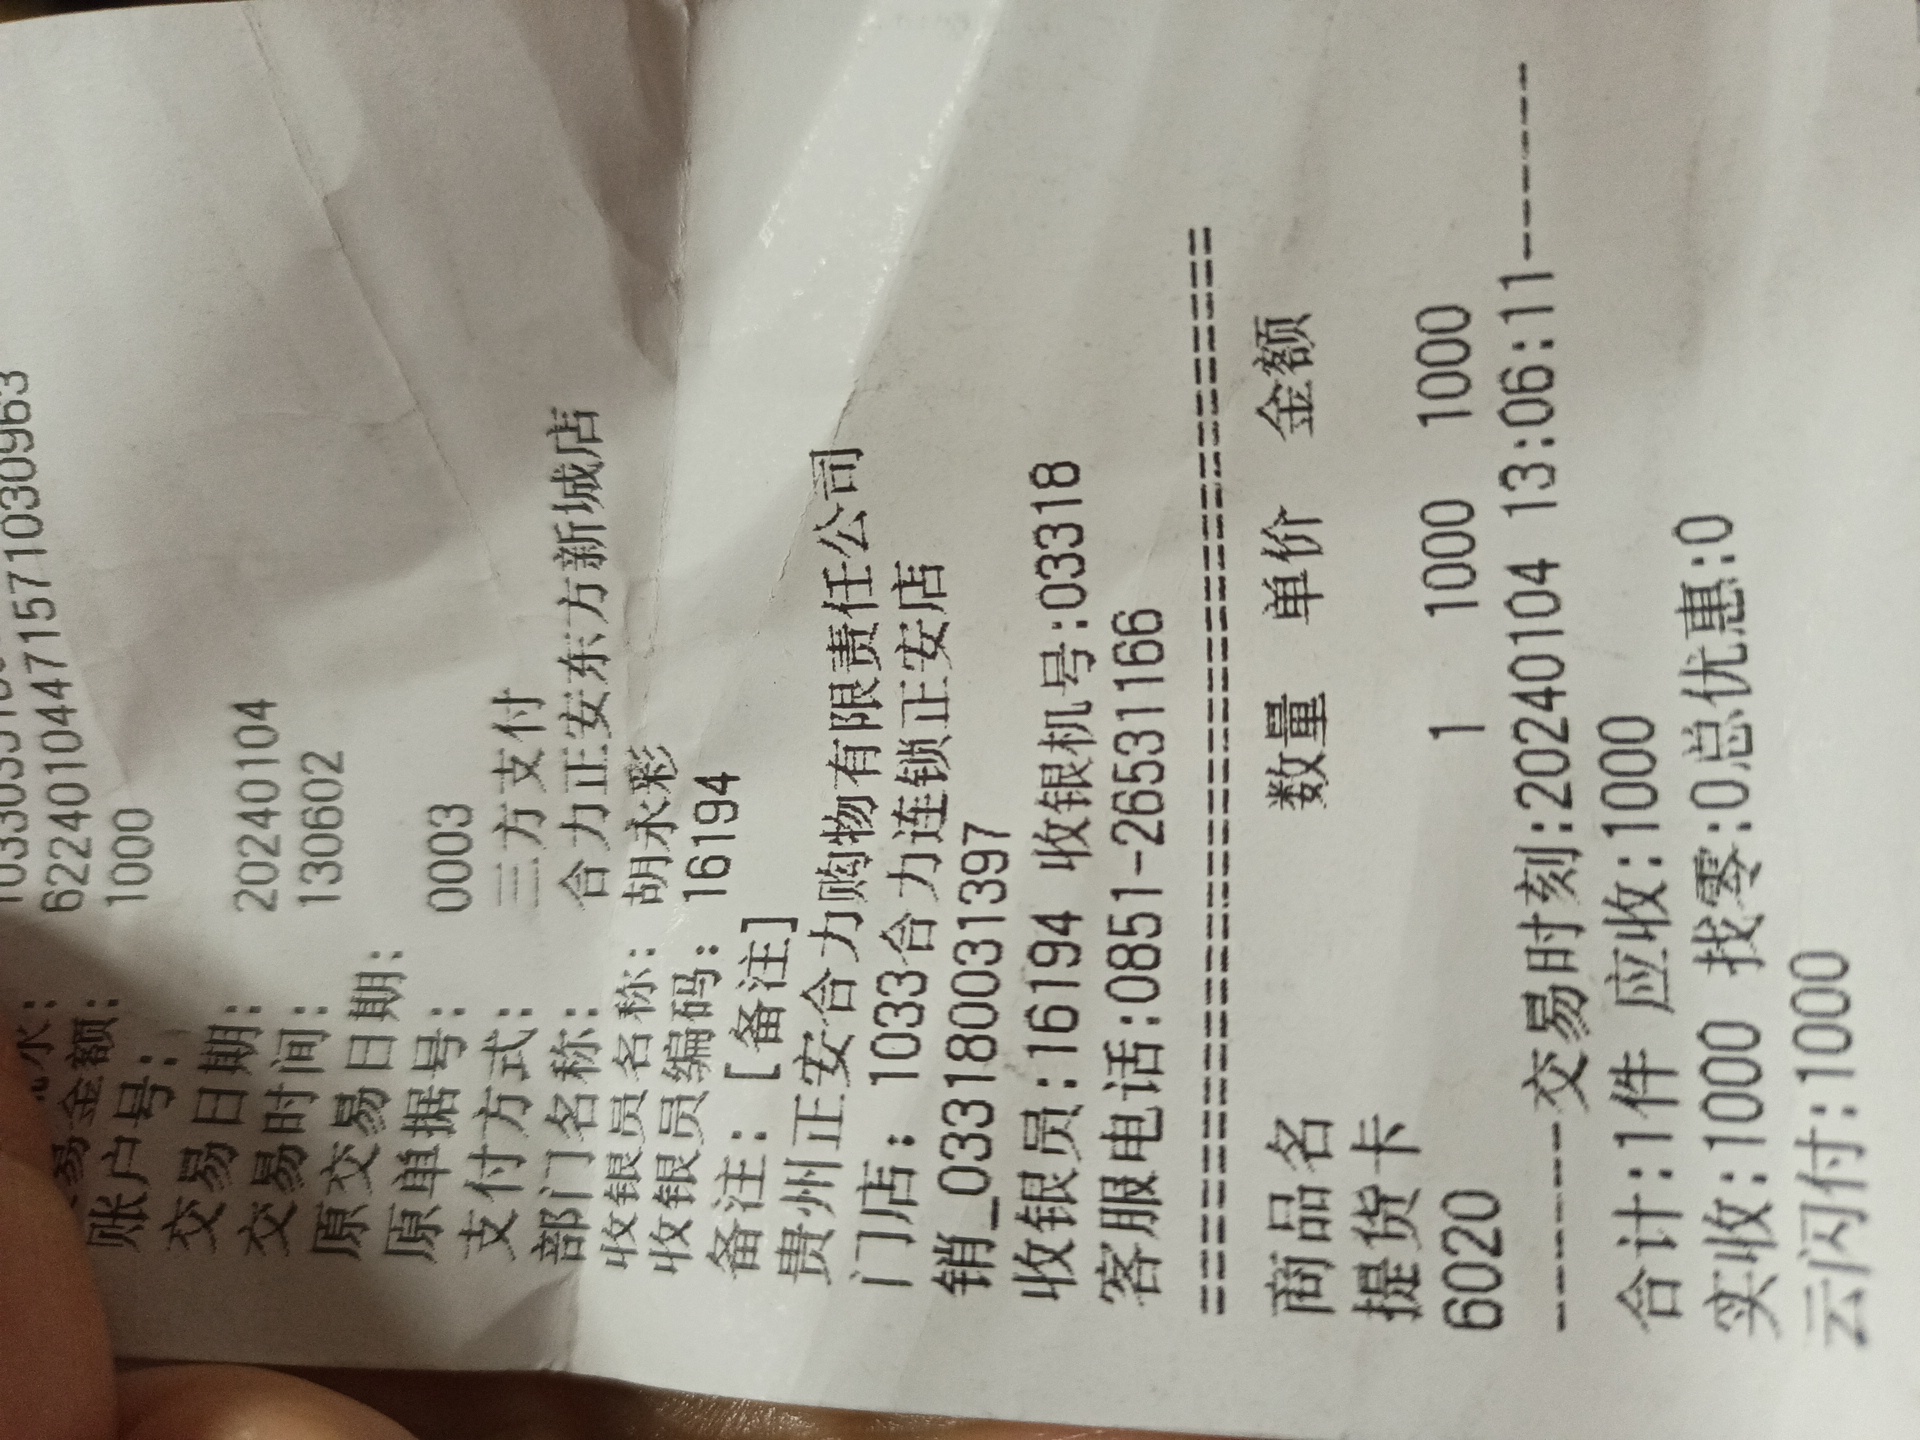 622401044715710309​63
易金额: 1000
账户号:
交易日期: 20240104
交易时间: 130602
原交易日期:
原单据号: 0003
支付方式: 三方支付
部门名称: 合力正安东方新城店
收银员名称: 胡永彩
收银员编码: 16194
备注: [备注]
贵州正安合力购物有限责任公司
门店: 1033合力连锁正安店
销_0331800031397
收银员:16194 收银机号:03318
客服电话:0851-26531166
==========================================
商品名 数量 单价 金额
提货卡
6020 1 1000 1000
-------交易时刻:20240104 13:06:11-------
合计:1件 应收:1000
实收:1000 找零:0总优惠:0
云闪付:1000